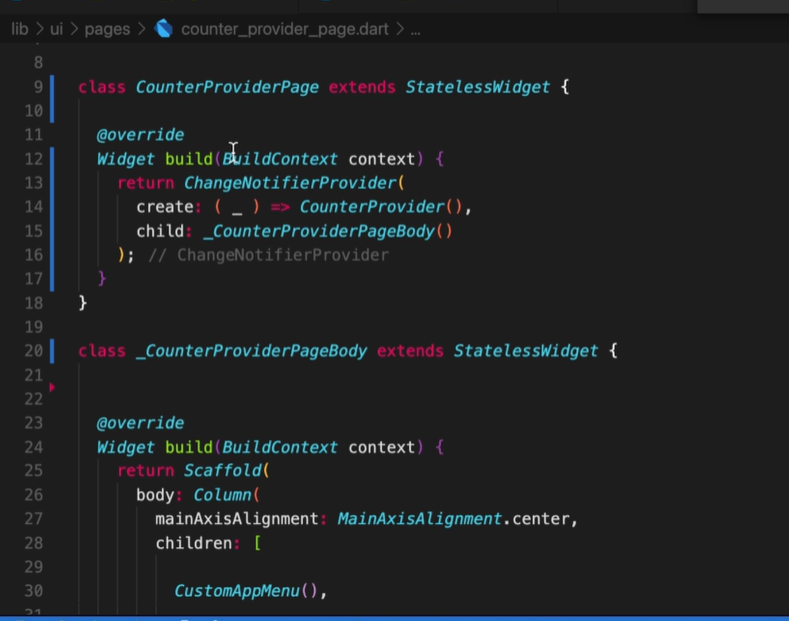 lib > ui > pages > counter_provider_page.dart > ...
8
9 class CounterProviderPage extends StatelessWidget {
10
11 @override
12 Widget build(BuildContext context) {
13 return ChangeNotifierProvider(
14 create: ( _ ) => CounterProvider(),
15 child: _CounterProviderPageBody()
16 ); // ChangeNotifierProvider
17 }
18 }
19
20 class _CounterProviderPageBody extends StatelessWidget {
21
22
23 @override
24 Widget build(BuildContext context) {
25 return Scaffold(
26 body: Column(
27 mainAxisAlignment: MainAxisAlignment.center,
28 children: [
29
30 CustomAppMenu(),
31